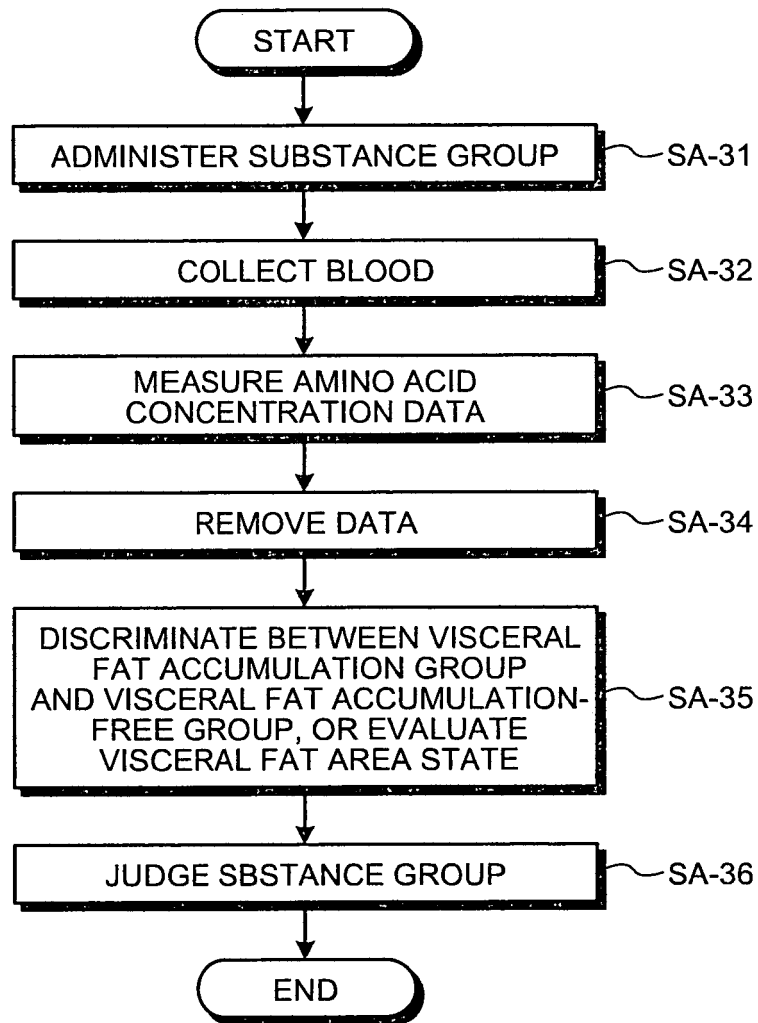 START
ADMINISTER SUBSTANCE GROUP
SA-31
COLLECT BLOOD
SA-32
MEASURE AMINO ACID
CONCENTRATION DATA
SA-33
REMOVE DATA
SA-34
DISCRIMINATE BETWEEN VISCERAL
FAT ACCUMULATION GROUP
AND VISCERAL FAT ACCUMULATION-
FREE GROUP, OR EVALUATE
VISCERAL FAT AREA STATE
SA-35
JUDGE SBSTANCE GROUP
SA-36
END